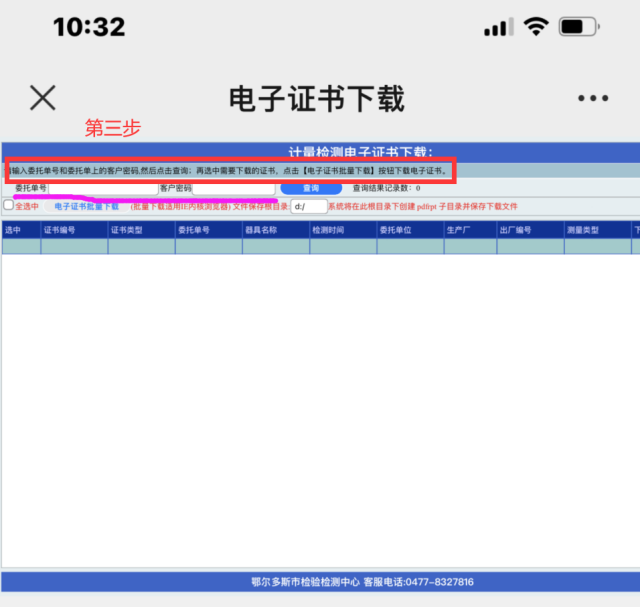 10:32
电子证书下载
第三步
计量检测电子证书下载:
请输入委托单号和委托单上的客户密码,然后点击查询；再选中需要下载的证书、点击【电子证书批量下载】按钮下载电子证书。
委托单号 客户密码 查询 查询结果记录数：0
全选中 电子证书批量下载 (批量下载适用IE内核浏览器) 文件保存根目录: d:/ 系统将在此根目录下创建 pdfrpt 子目录并保存下载文件
选中 证书编号 证书类型 委托单号 器具名称 检测时间 委托单位 生产厂 出厂编号 测量类型 下
鄂尔多斯市检验检测中心 客服电话:0477-8327816